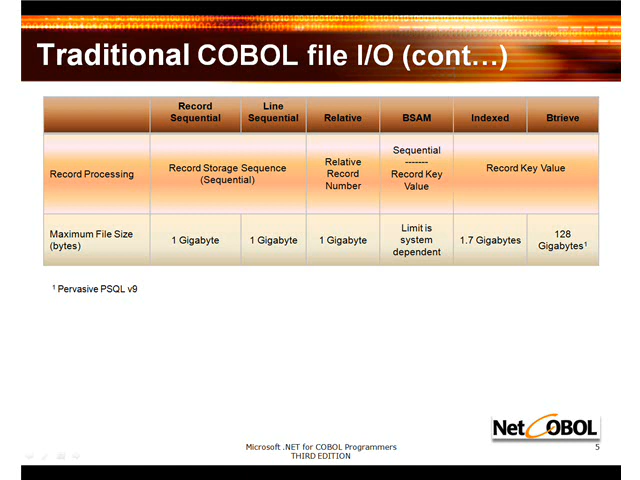 Traditional COBOL file I/O (cont…)
Record
Sequential
Line
Sequential
Relative
BSAM
Indexed
Btrieve
Record Processing
Record Storage Sequence
(Sequential)
Relative
Record
Number
Sequential
-------
Record Key
Value
Record Key Value
Maximum File Size
(bytes)
1 Gigabyte
1 Gigabyte
1 Gigabyte
Limit is
system
dependent
1.7 Gigabytes
128
Gigabytes¹
¹ Pervasive PSQL v9
NetCOBOL
Microsoft .NET for COBOL Programmers
THIRD EDITION
5